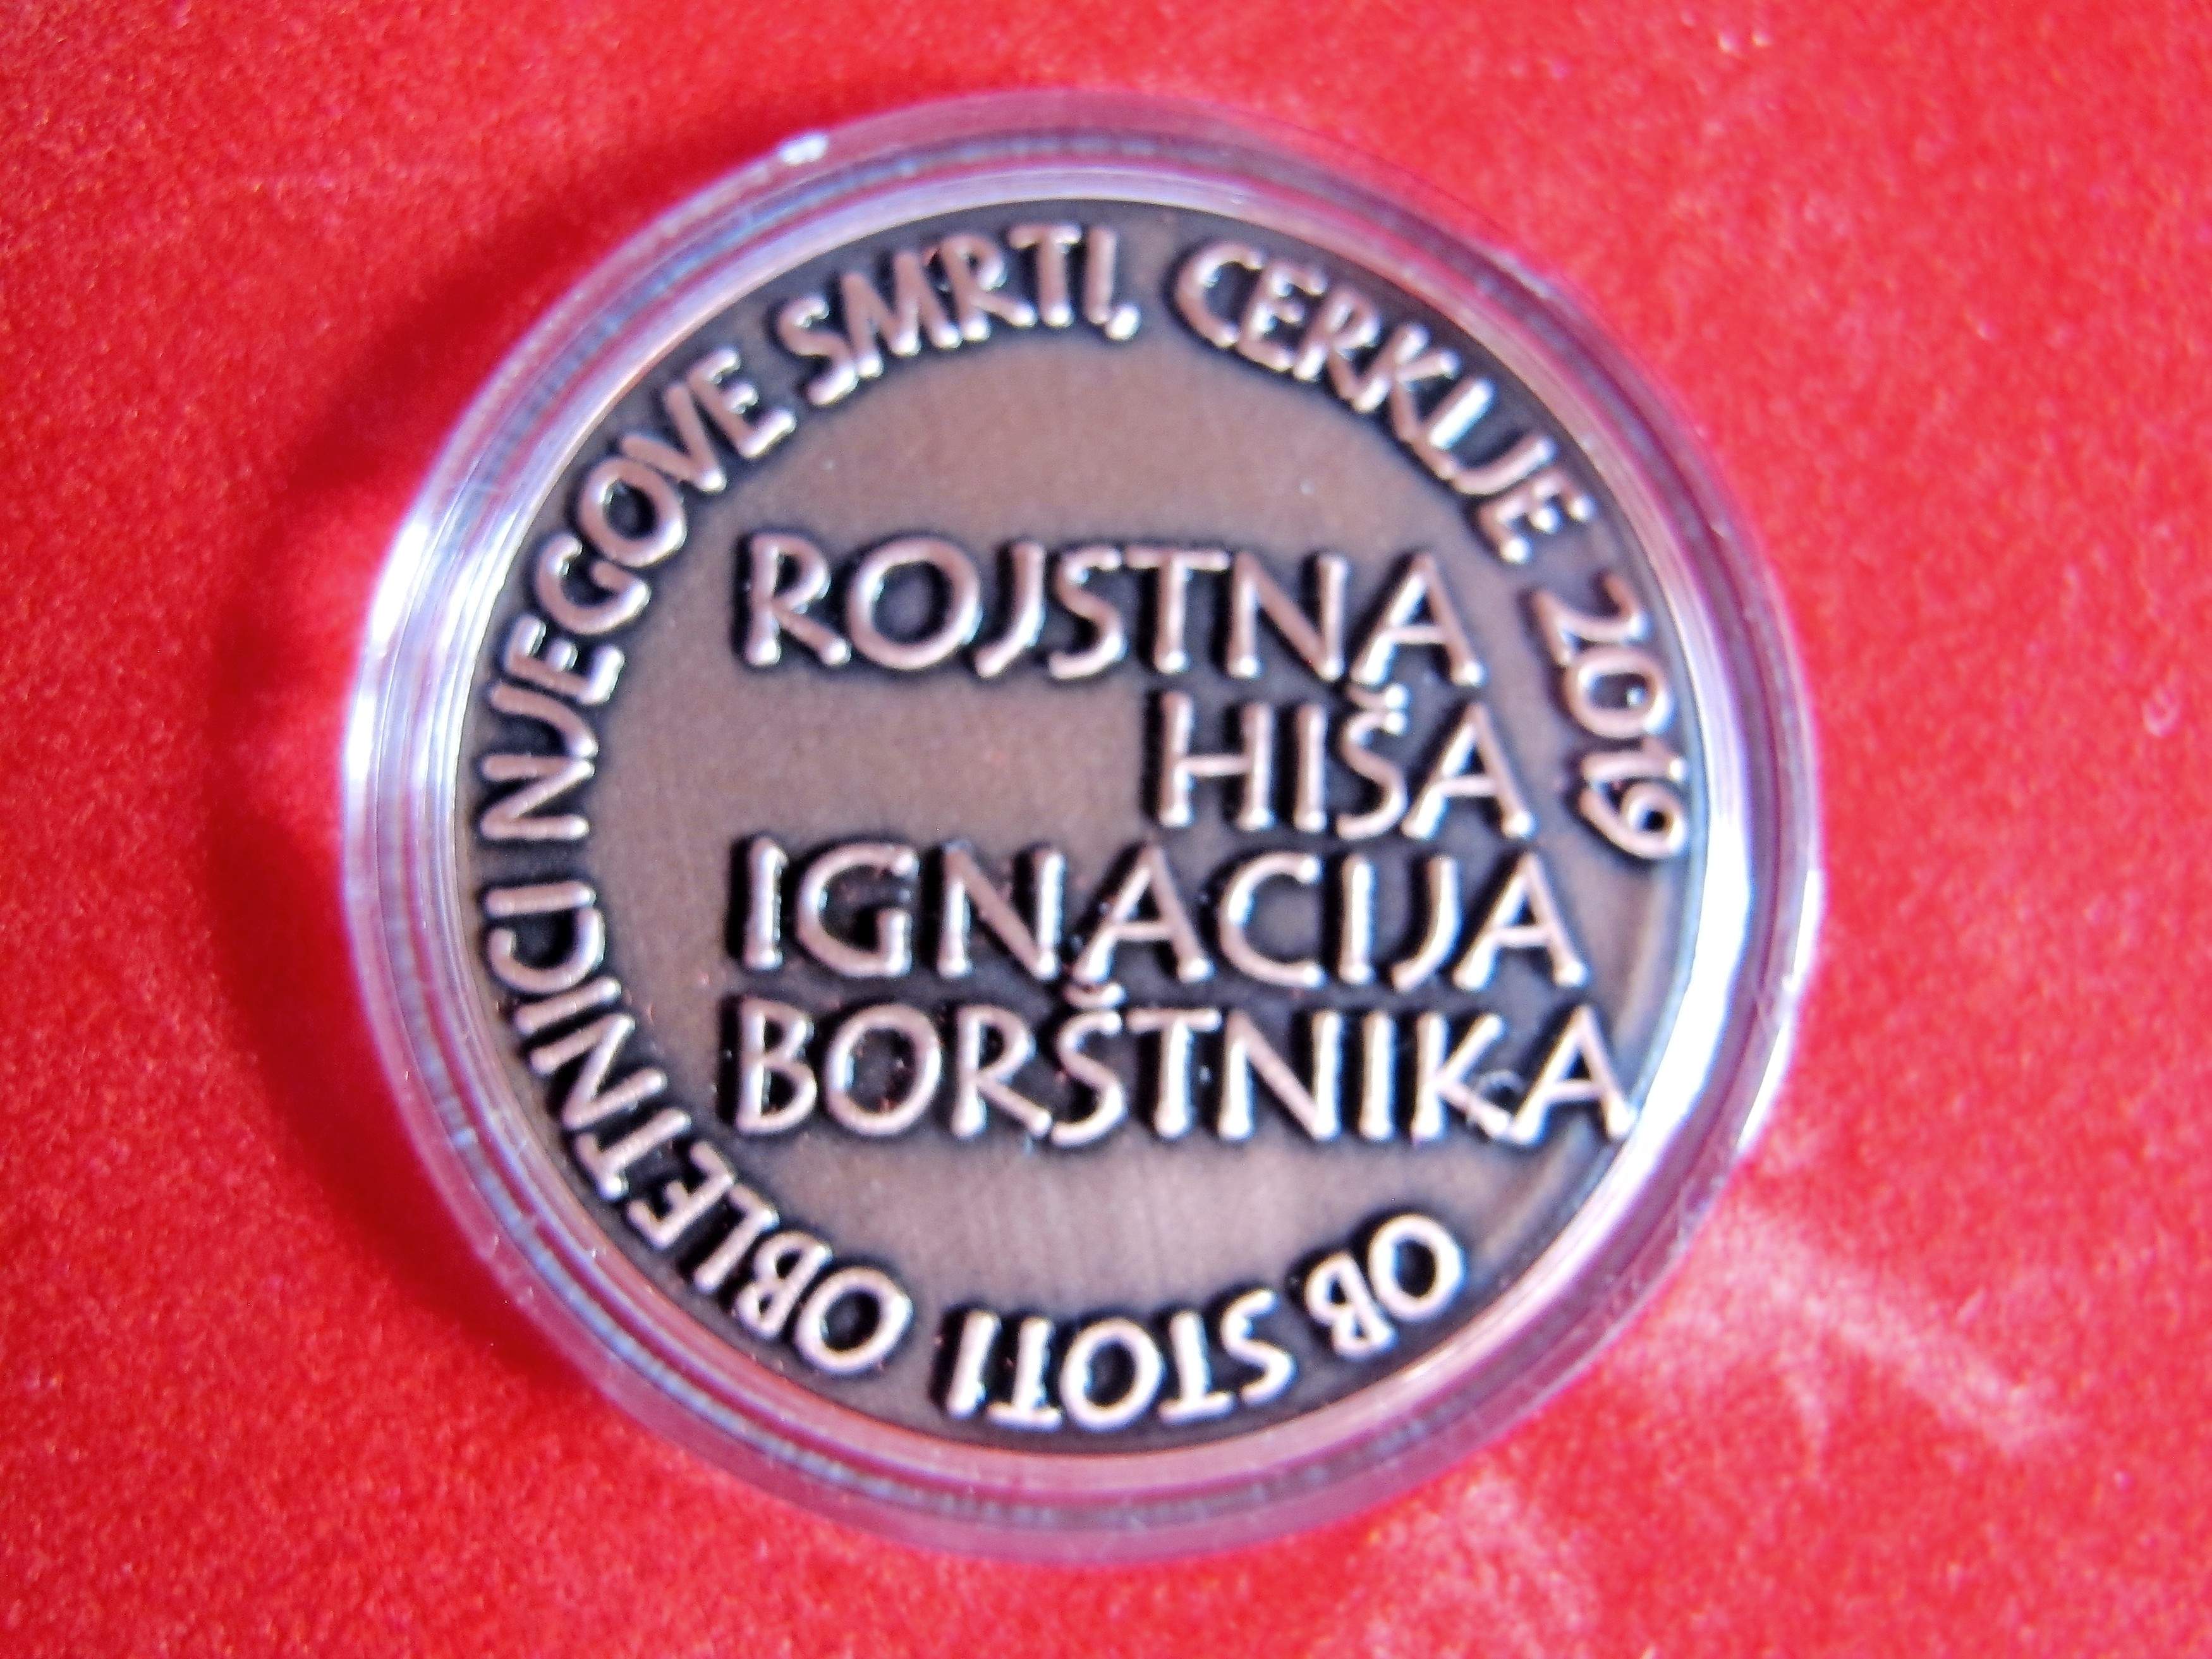 ROJSTNA
HIŠA
IGNACIJA
BORŠTNIKA
OB STOTI OBLETNICI NJEGOVE SMRTI, CERKLJE 2019